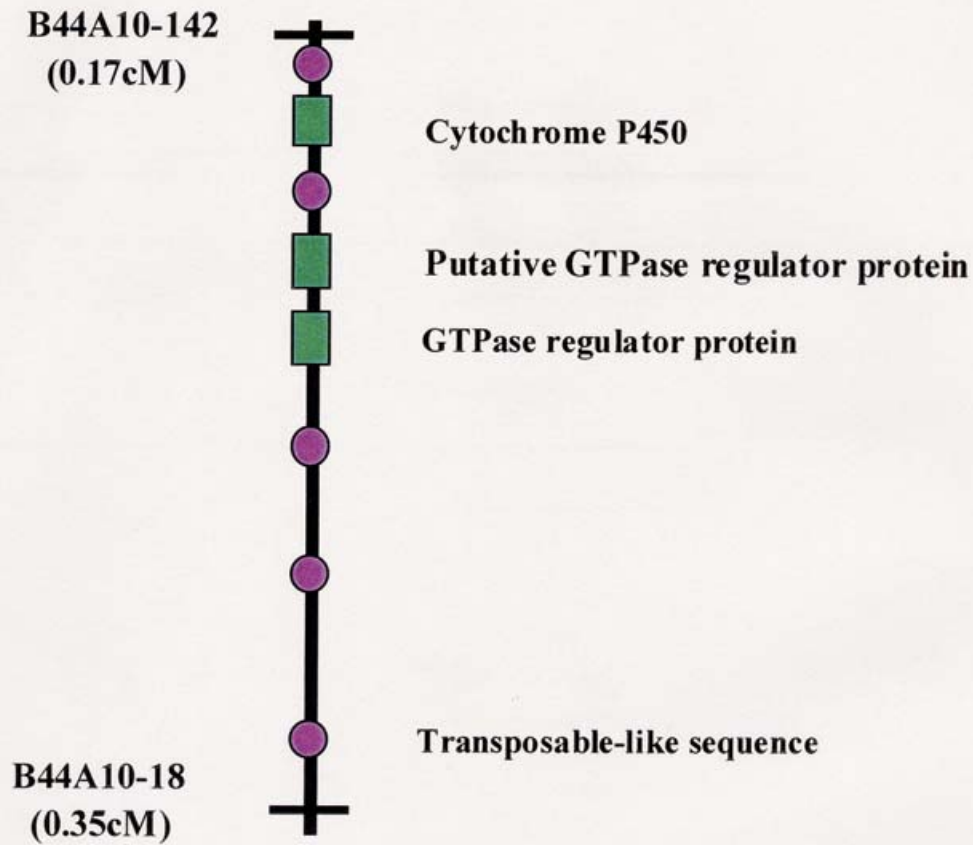 B44A10-142
(0.17cM)
Cytochrome P450
Putative GTPase regulator protein
GTPase regulator protein
Transposable-like sequence
B44A10-18
(0.35cM)